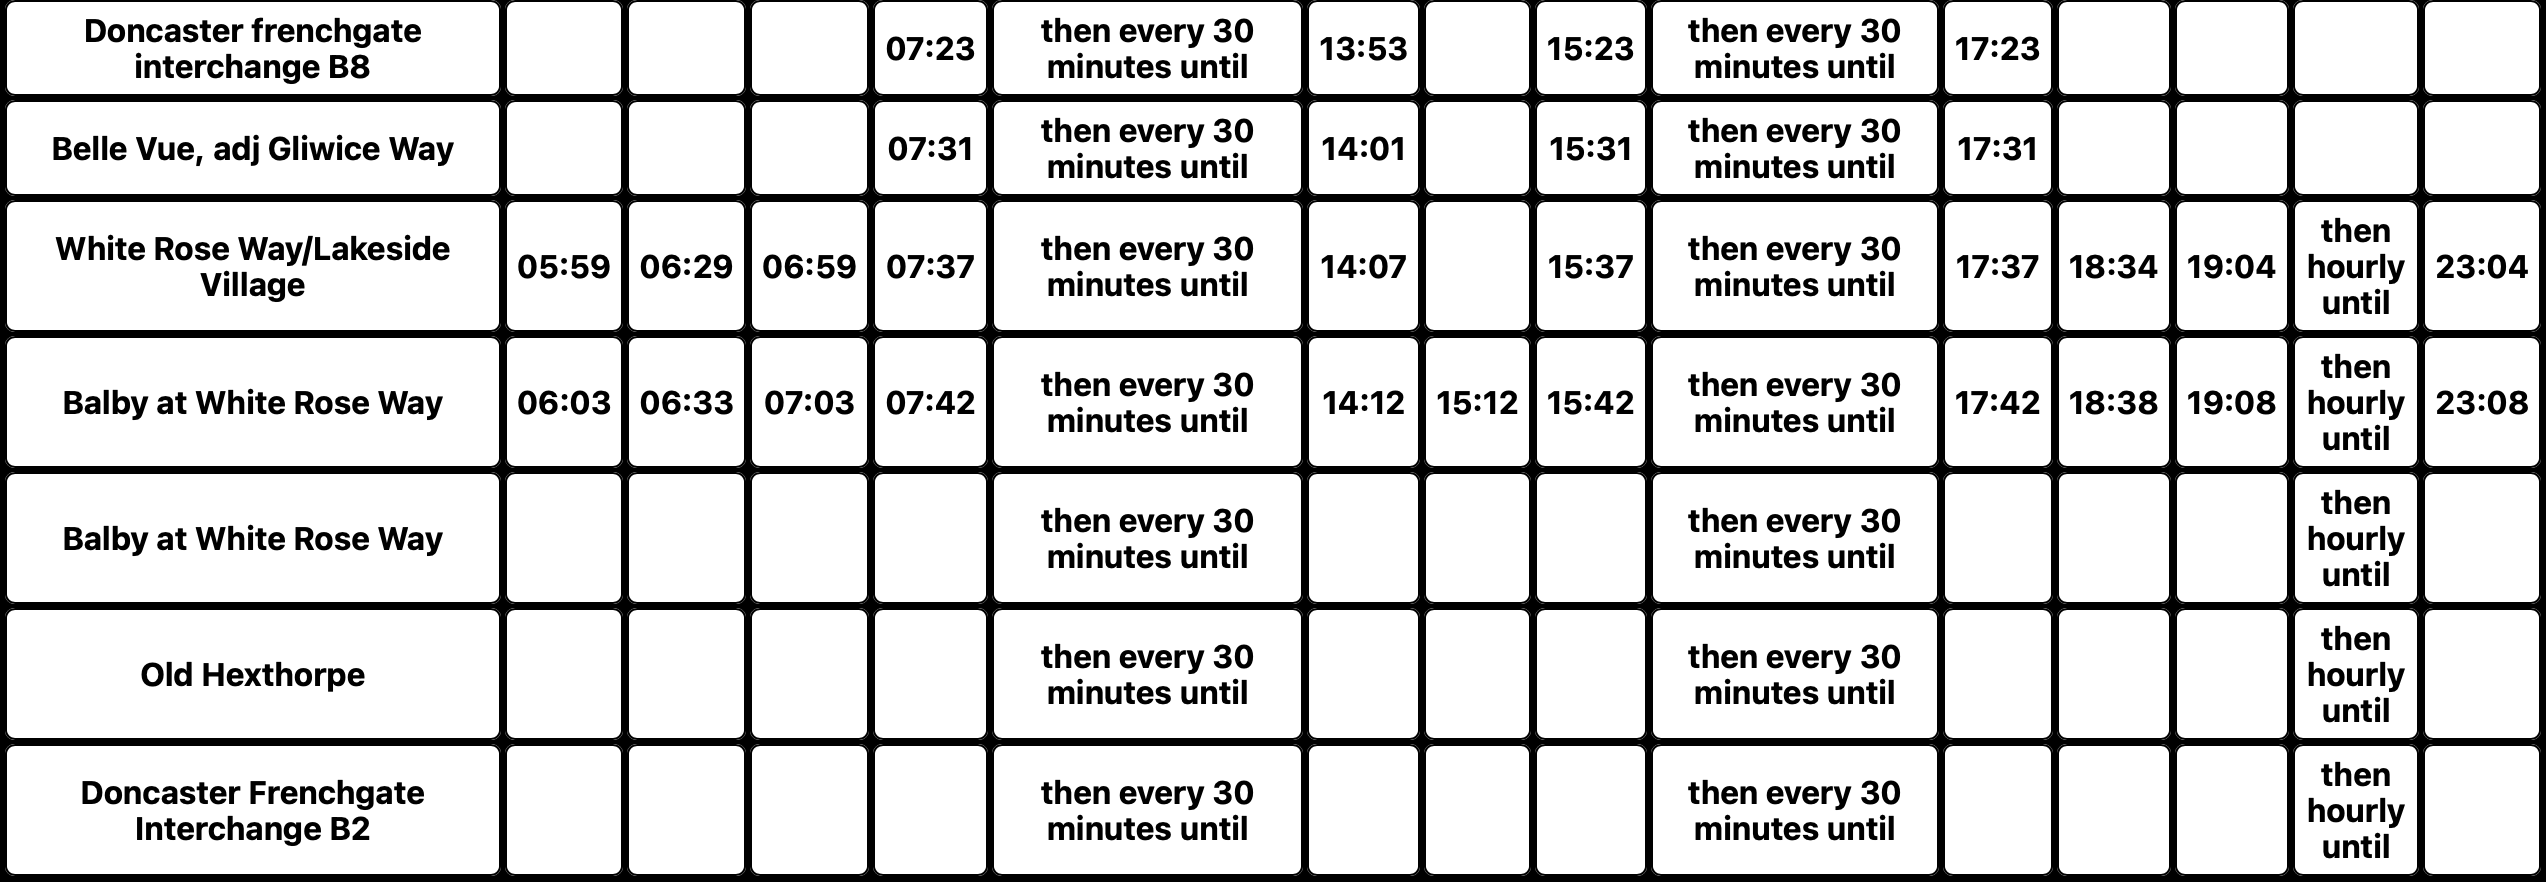 Doncaster frenchgate
interchange B8
07:23
then every 30
minutes until
13:53
15:23
then every 30
minutes until
17:23
Belle Vue, adj Gliwice Way
07:31
then every 30
minutes until
14:01
15:31
then every 30
minutes until
17:31
White Rose Way/Lakeside
Village
05:59
06:29
06:59
07:37
then every 30
minutes until
14:07
15:37
then every 30
minutes until
17:37
18:34
19:04
then
hourly
until
23:04
Balby at White Rose Way
06:03
06:33
07:03
07:42
then every 30
minutes until
14:12
15:12
15:42
then every 30
minutes until
17:42
18:38
19:08
then
hourly
until
23:08
Balby at White Rose Way
then every 30
minutes until
then every 30
minutes until
then
hourly
until
Old Hexthorpe
then every 30
minutes until
then every 30
minutes until
then
hourly
until
Doncaster Frenchgate
Interchange B2
then every 30
minutes until
then every 30
minutes until
then
hourly
until